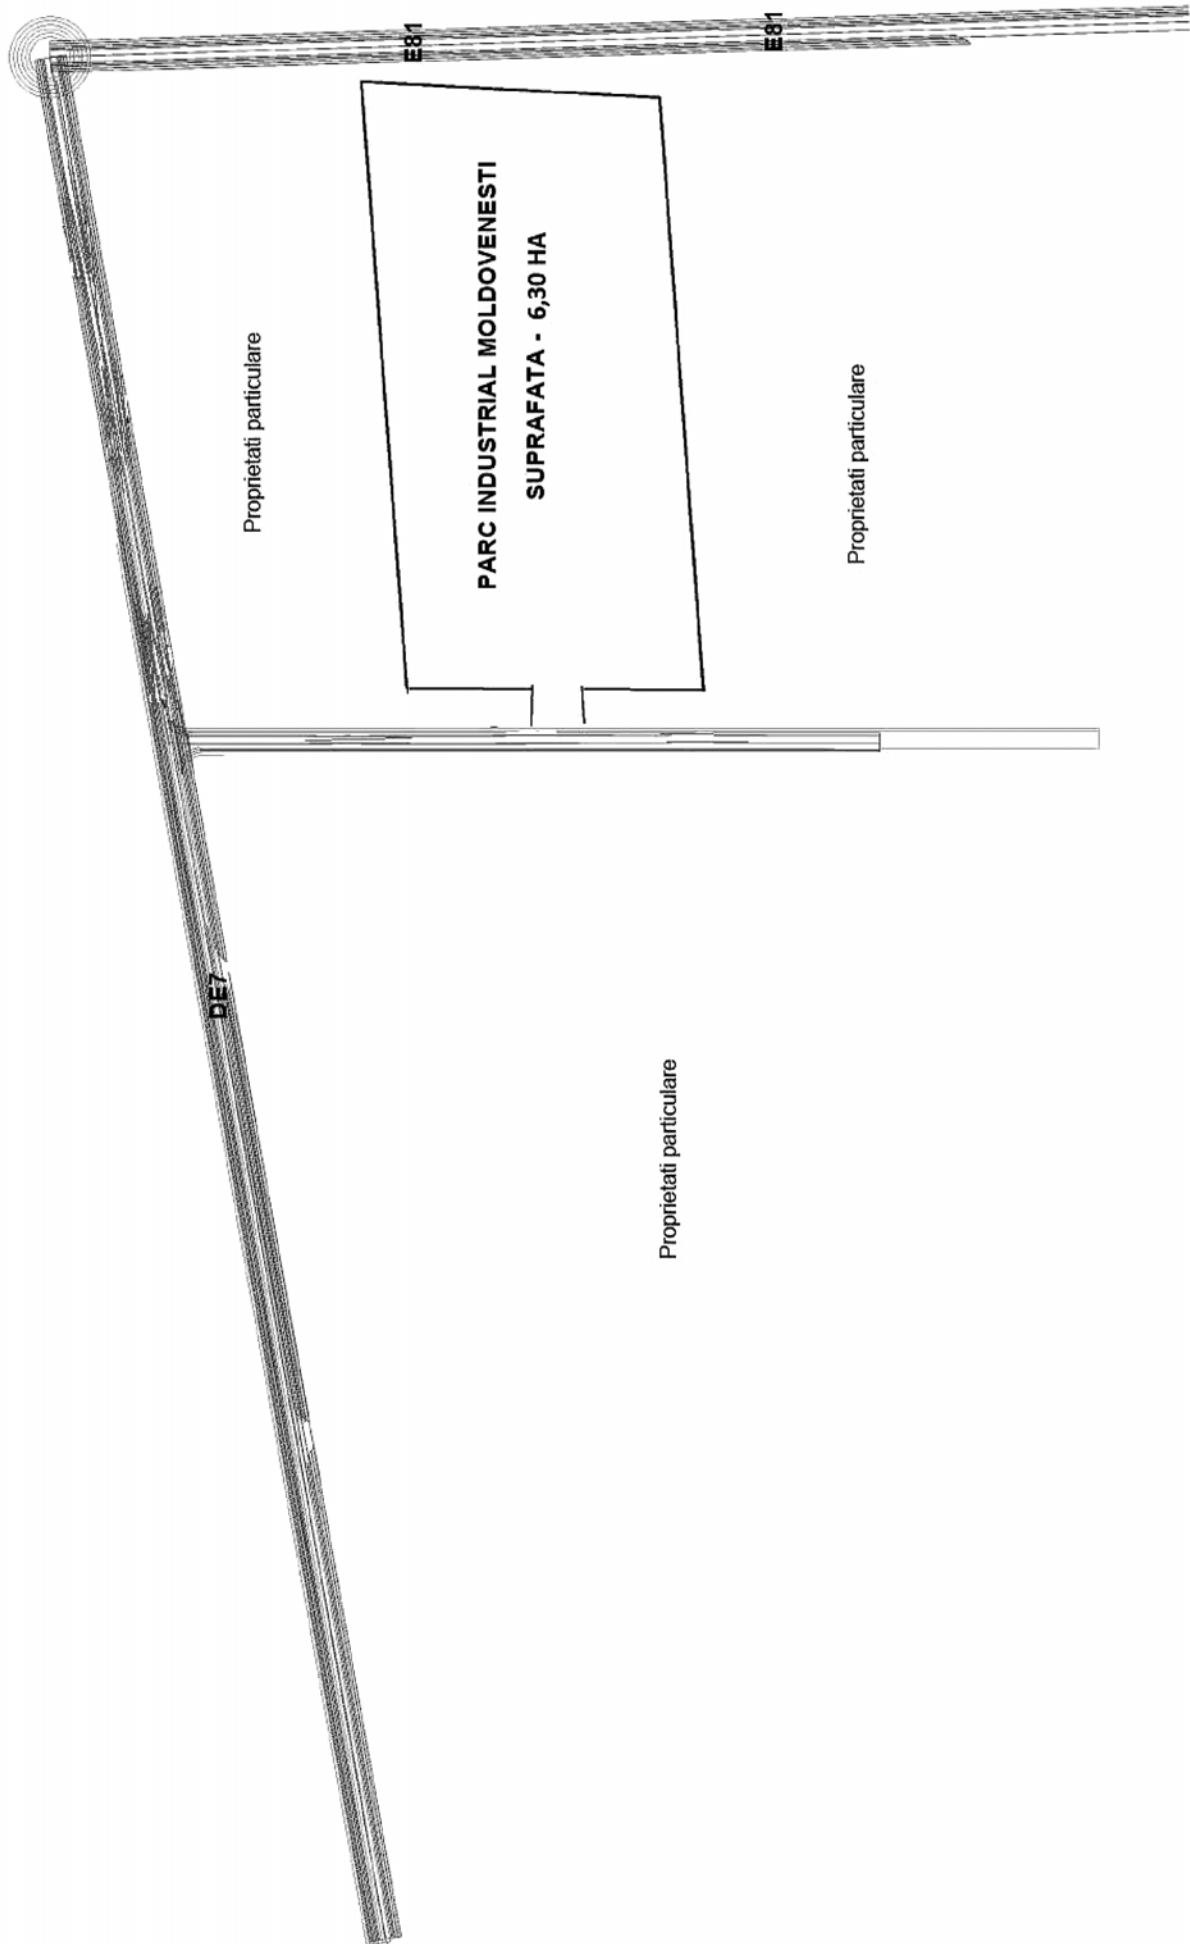 E81
E81
Proprietati particulare
PARC INDUSTRIAL MOLDOVENESTI
SUPRAFATA - 6,30 HA
Proprietati particulare
DE7
Proprietati particulare